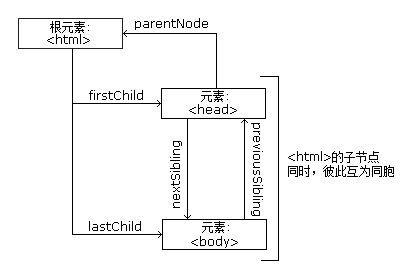 根元素:
<html>
parentNode
firstChild
元素:
<head>
nextSibling
previousSibling
<html>的子节点
同时，彼此互为同胞
lastChild
元素:
<body>